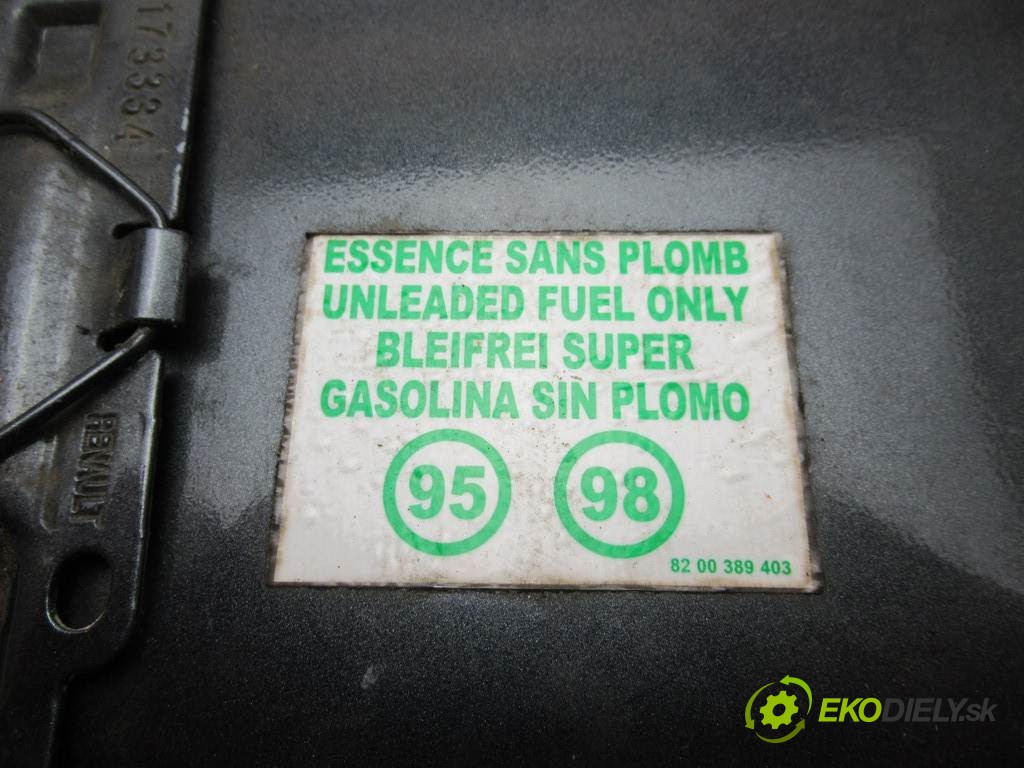 173334
RENAULT
ESSENCE SANS PLOMB
UNLEADED FUEL ONLY
BLEIFREI SUPER
GASOLINA SIN PLOMO
95 98
82 00 389 403
EKODIELY.sk